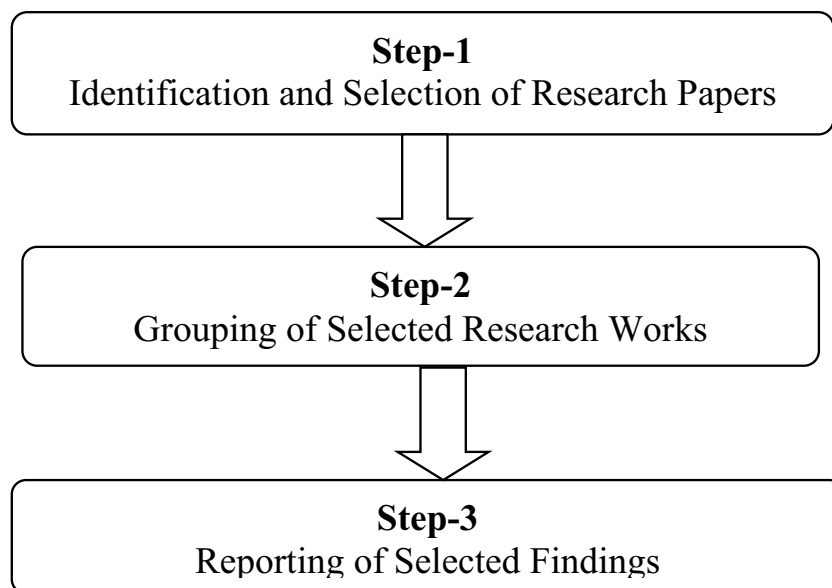 Step-1
Identification and Selection of Research Papers
Step-2
Grouping of Selected Research Works
Step-3
Reporting of Selected Findings